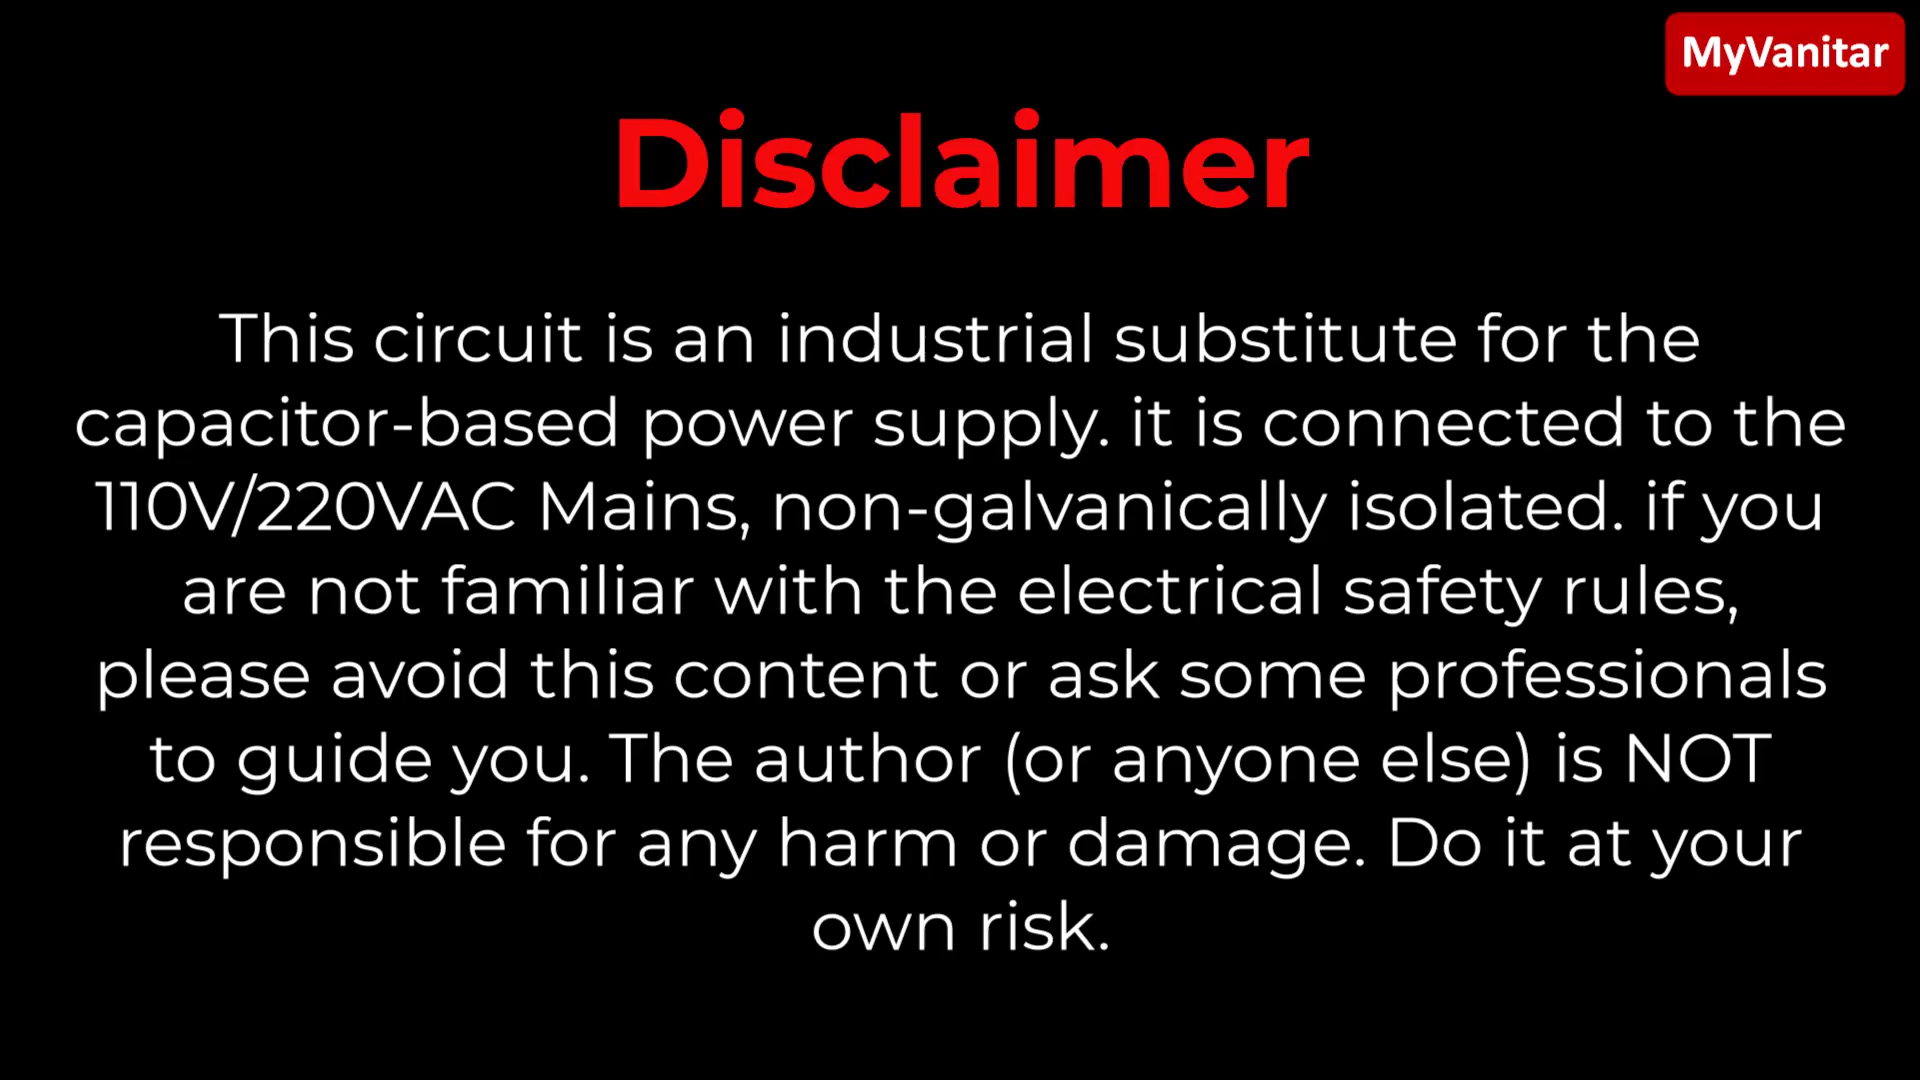 MyVanitar
Disclaimer
This circuit is an industrial substitute for the
capacitor-based power supply. it is connected to the
110V/220VAC Mains, non-galvanically isolated. if you
are not familiar with the electrical safety rules,
please avoid this content or ask some professionals
to guide you. The author (or anyone else) is NOT
responsible for any harm or damage. Do it at your
own risk.